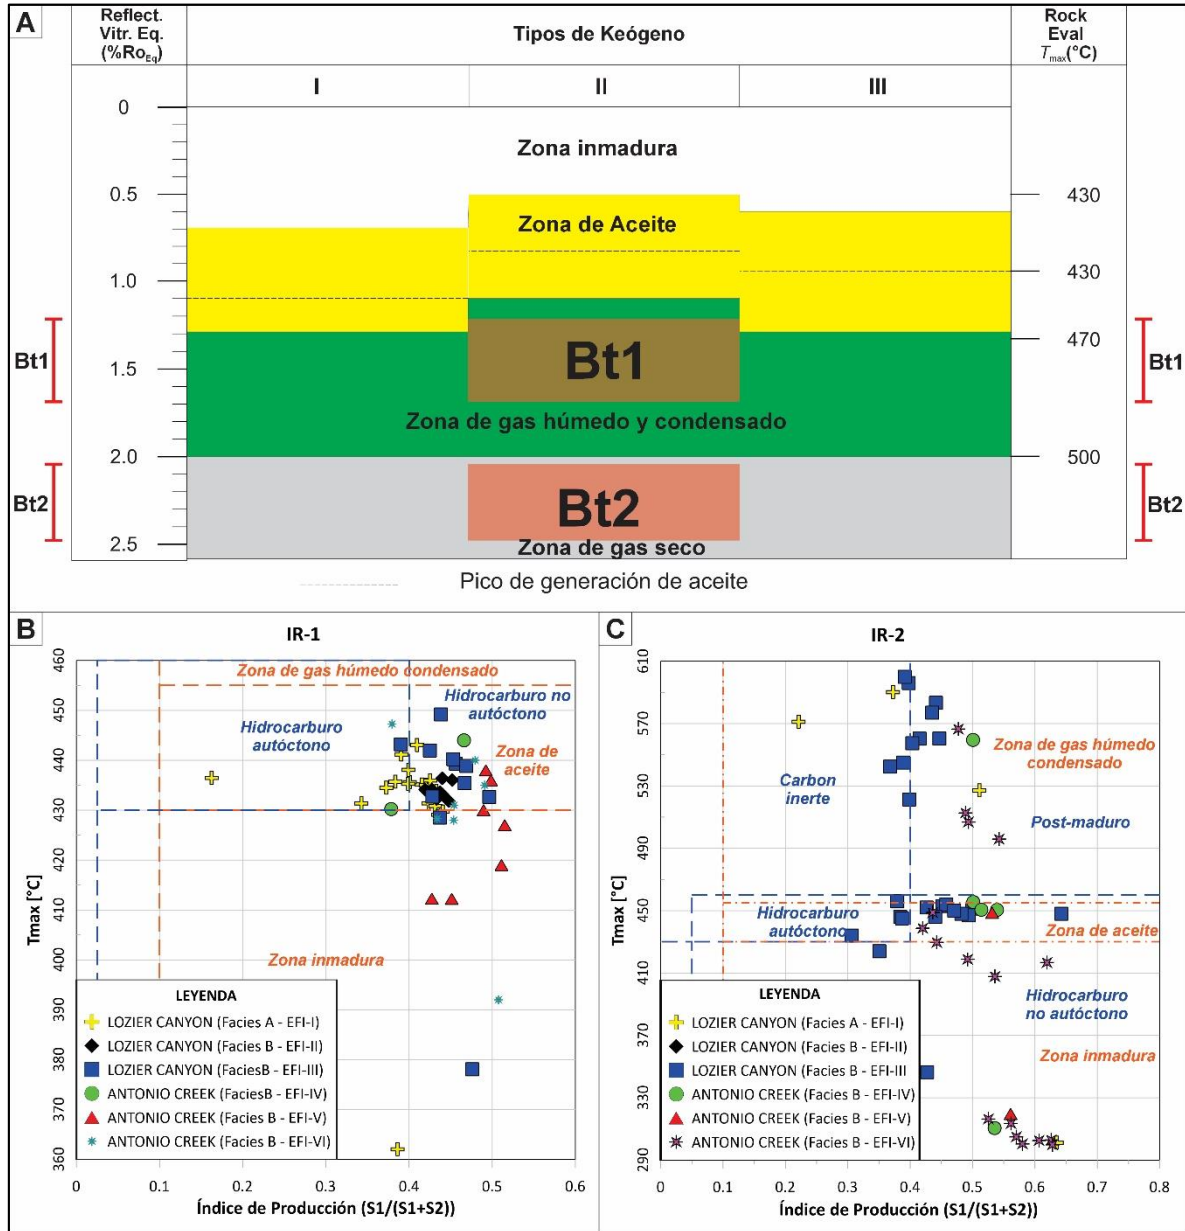 A
Reflect.
Vitr. Eq.
(%RoEq)
Tipos de Keógeno
Rock
Eval
Tmax(°C)
I
II
III
0
0.5
1.0
1.5
2.0
2.5
430
430
470
500
Zona inmadura
Zona de Aceite
Bt1
Bt1
Bt1
Zona de gas húmedo y condensado
Bt2
Bt2
Bt2
Zona de gas seco
Pico de generación de aceite
B
IR-1
460
450
440
430
420
410
400
390
380
370
360
Tmax [°C]
Zona de gas húmedo condensado
Hidrocarburo
autóctono
Hidrocarburo no
autóctono
Zona de
aceite
Zona inmadura
LEYENDA
LOZIER CANYON (Facies A - EFI-I)
LOZIER CANYON (Facies B - EFI-II)
LOZIER CANYON (FaciesB - EFI-III)
ANTONIO CREEK (FaciesB - EFI-IV)
ANTONIO CREEK (Facies B - EFI-V)
ANTONIO CREEK (Facies B - EFI-VI)
0 0.1 0.2 0.3 0.4 0.5 0.6
Índice de Producción (S1/(S1+S2))
C
IR-2
610
570
530
490
450
410
370
330
290
Tmax [°C]
Carbon
inerte
Zona de gas húmedo
condensado
Post-maduro
Hidrocarburo
autóctono
Zona de aceite
Hidrocarburo
no autóctono
Zona inmadura
LEYENDA
LOZIER CANYON (Facies A - EFI-I)
LOZIER CANYON (Facies B - EFI-II)
LOZIER CANYON (Facies B - EFI-III
ANTONIO CREEK (Facies B - EFI-IV)
ANTONIO CREEK (Facies B - EFI-V)
ANTONIO CREEK (Facies B - EFI-VI)
0 0.1 0.2 0.3 0.4 0.5 0.6 0.7 0.8
Índice de Producción (S1/(S1+S2))